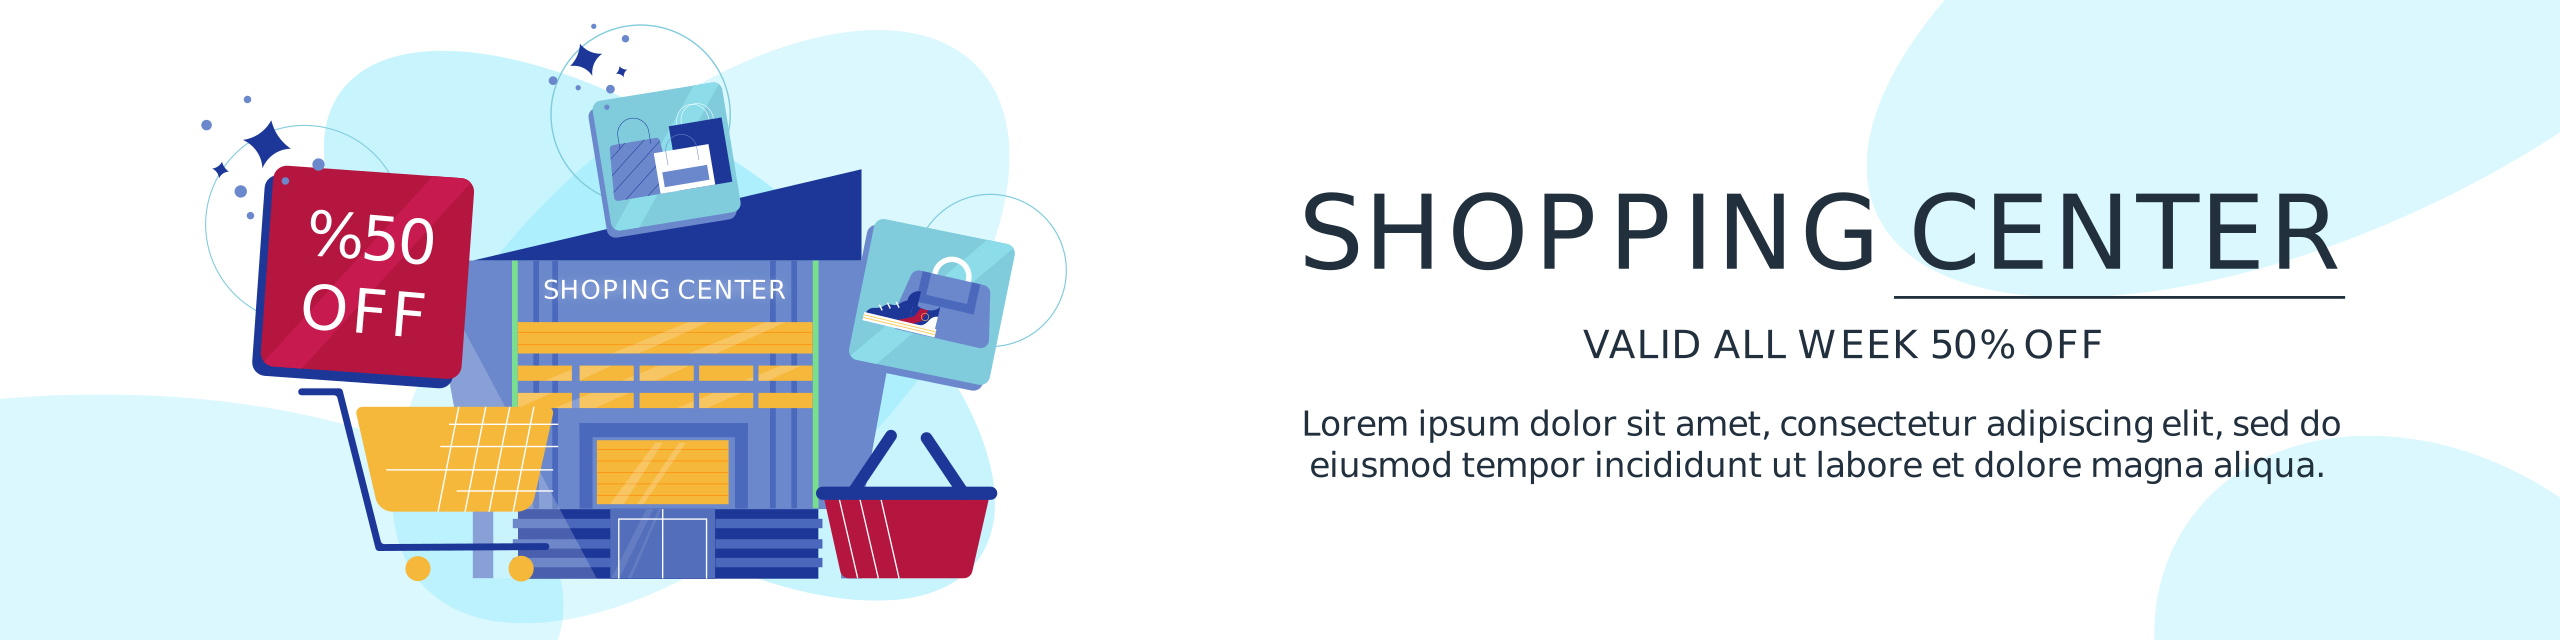 %50
OFF
SHOPING CENTER
SHOPPING CENTER
VALID ALL WEEK 50% OFF
Lorem ipsum dolor sit amet, consectetur adipiscing elit, sed do
eiusmod tempor incididunt ut labore et dolore magna aliqua.